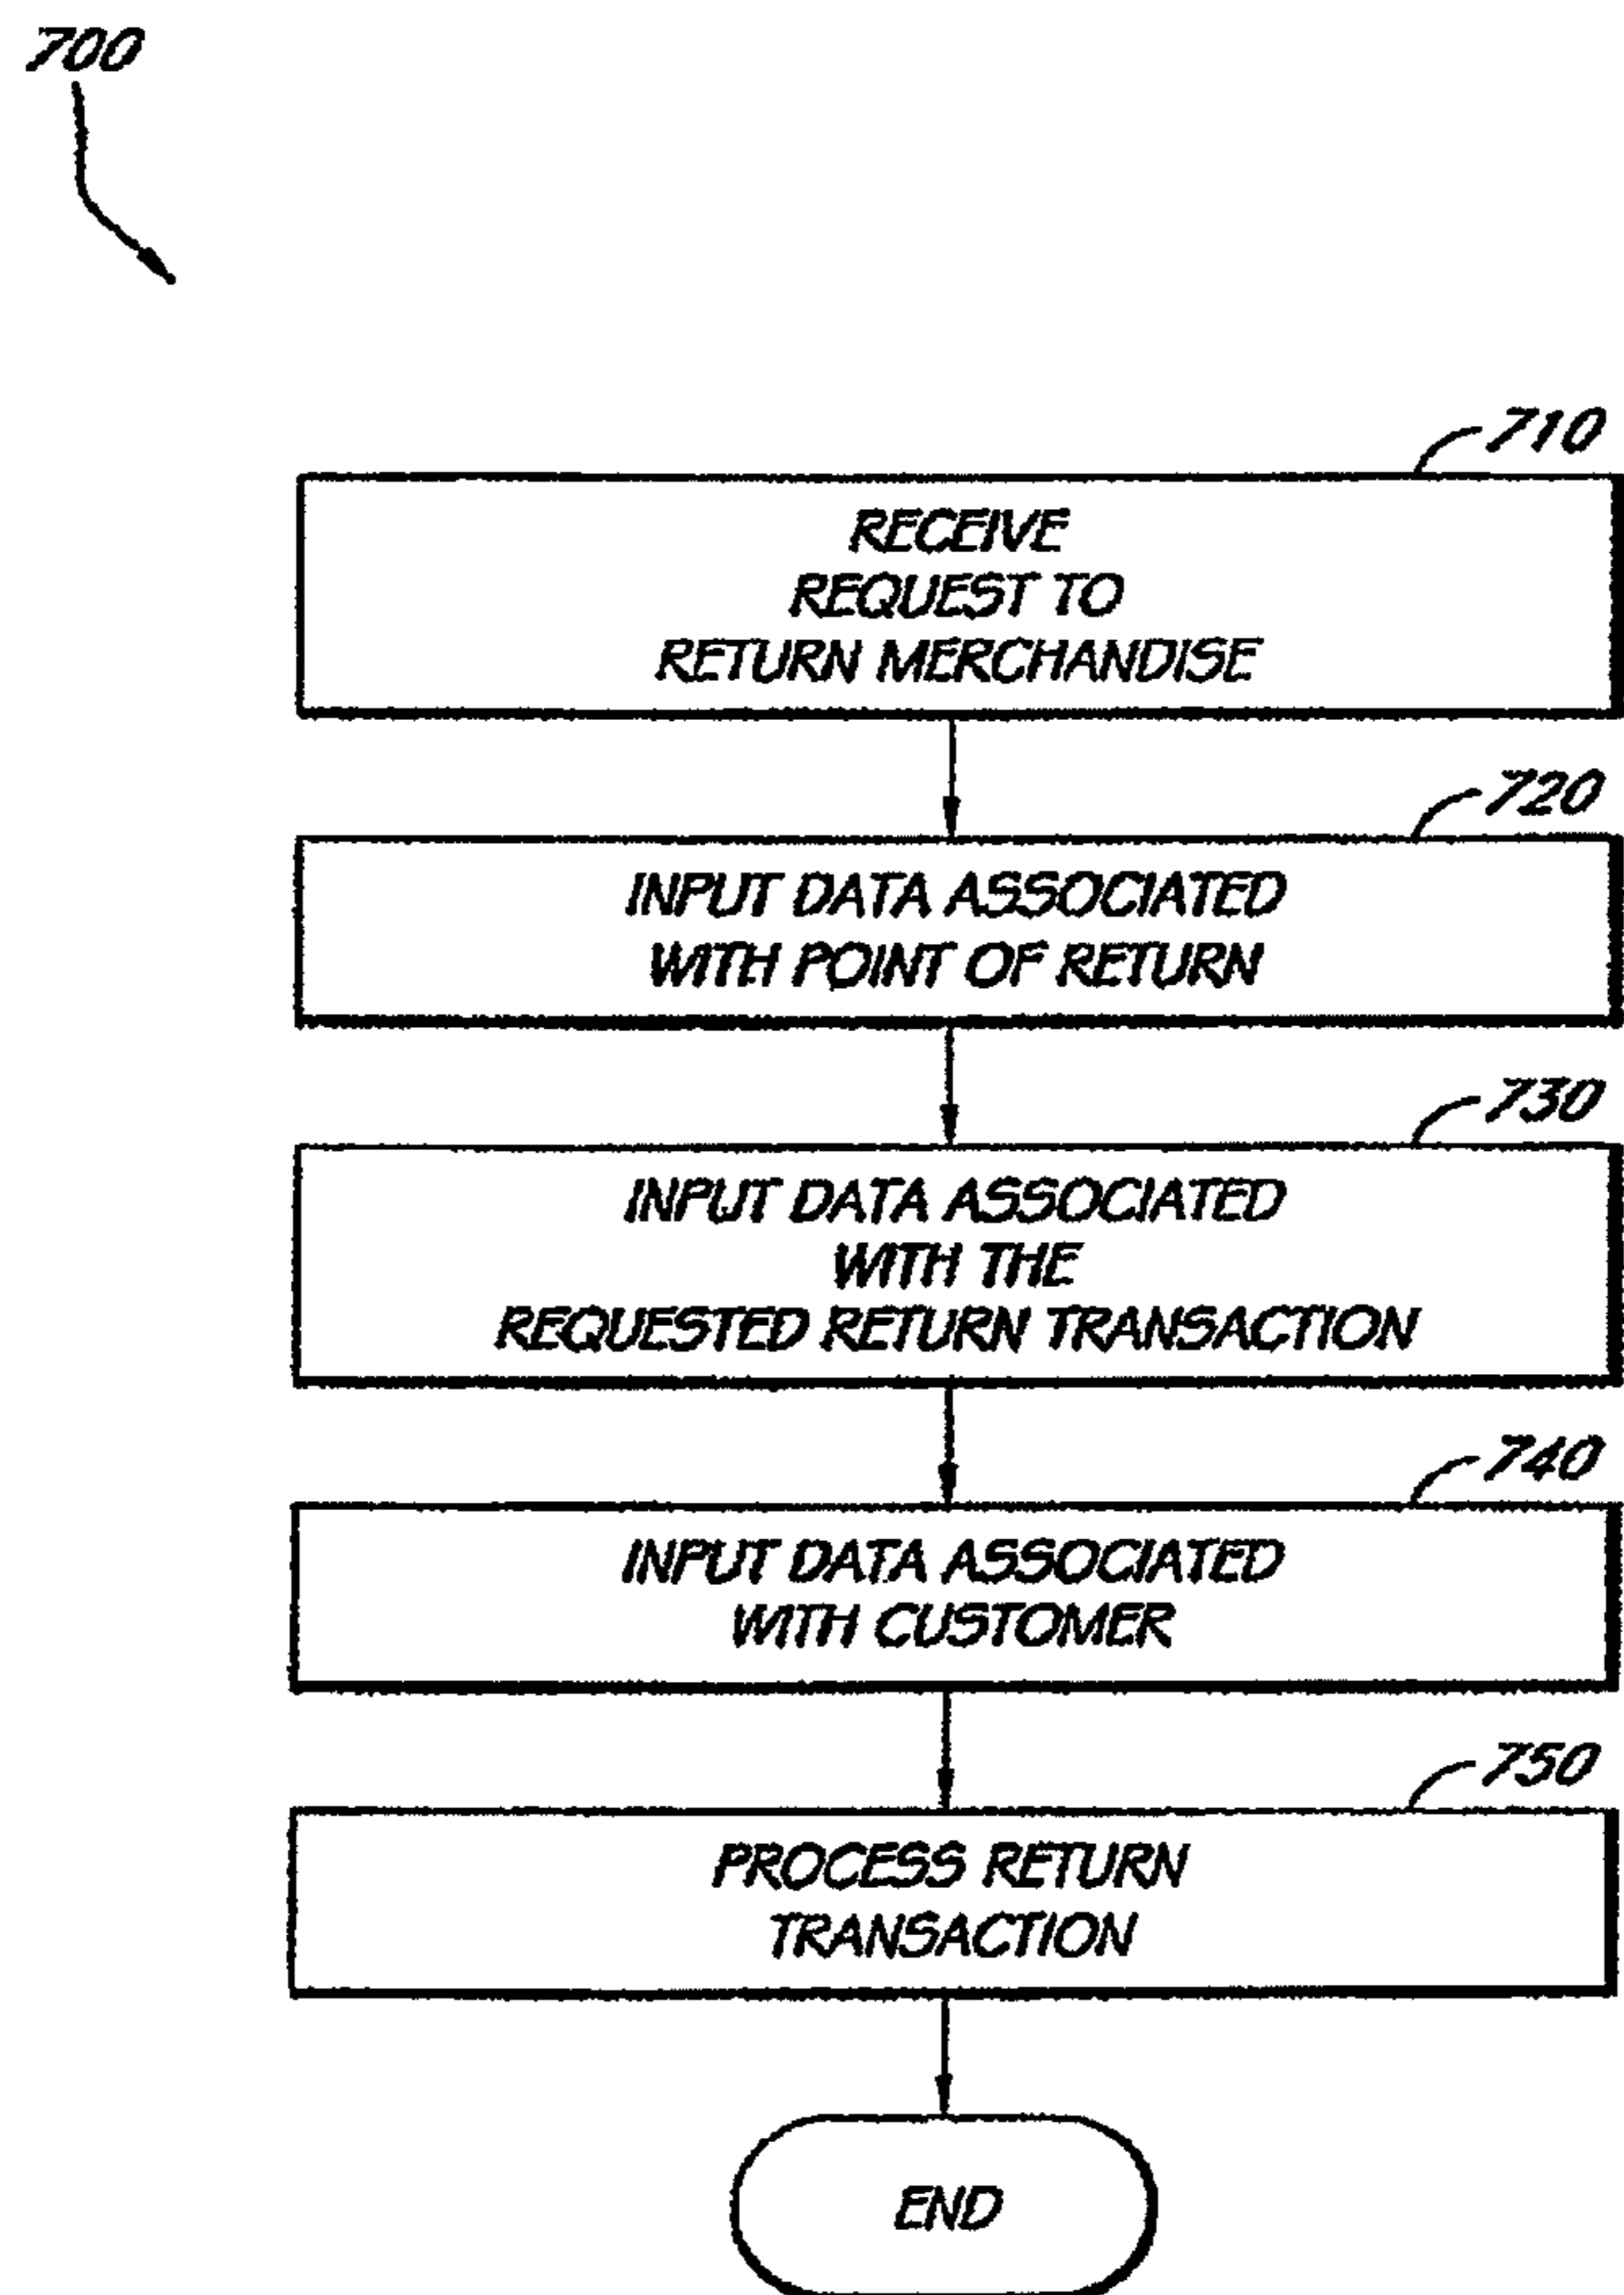 700
710
RECEIVE
REQUEST TO
RETURN MERCHANDISE
720
INPUT DATA ASSOCIATED
WITH POINT OF RETURN
730
INPUT DATA ASSOCIATED
WITH THE
REQUESTED RETURN TRANSACTION
740
INPUT DATA ASSOCIATED
WITH CUSTOMER
750
PROCESS RETURN
TRANSACTION
END